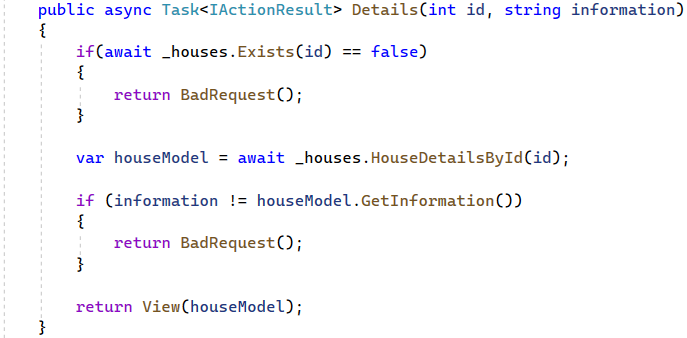 public async Task<IActionResult> Details(int id, string information)
{
if(await _houses.Exists(id) == false)
{
return BadRequest();
}
var houseModel = await _houses.HouseDetailsById(id);
if (information != houseModel.GetInformation())
{
return BadRequest();
}
return View(houseModel);
}